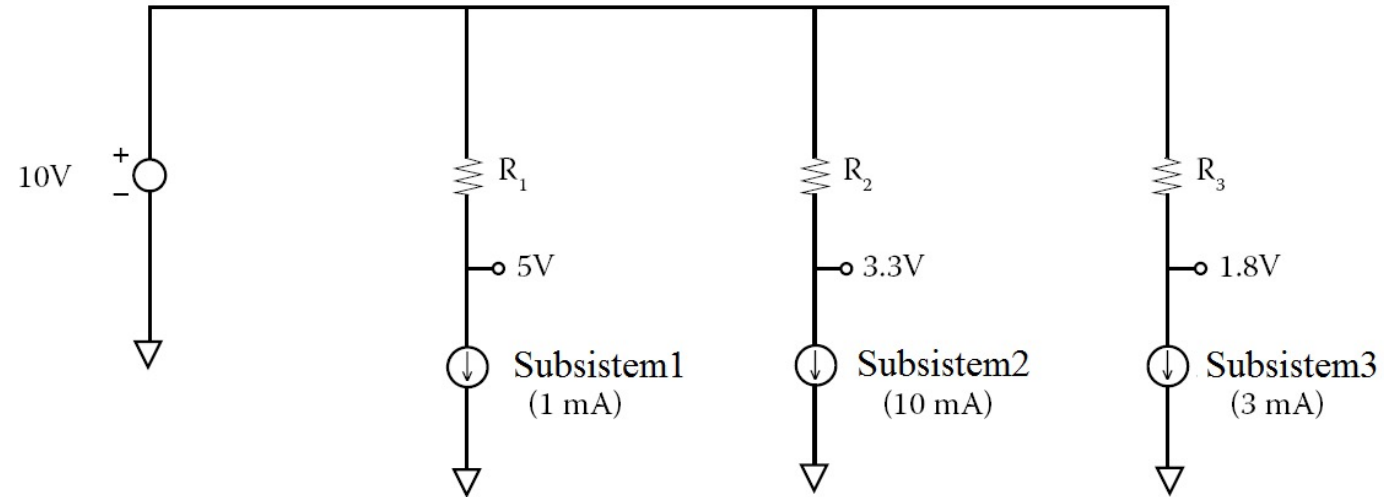 10V
+
−
R1
5V
Subsistem1
(1 mA)
R2
3.3V
Subsistem2
(10 mA)
R3
1.8V
Subsistem3
(3 mA)